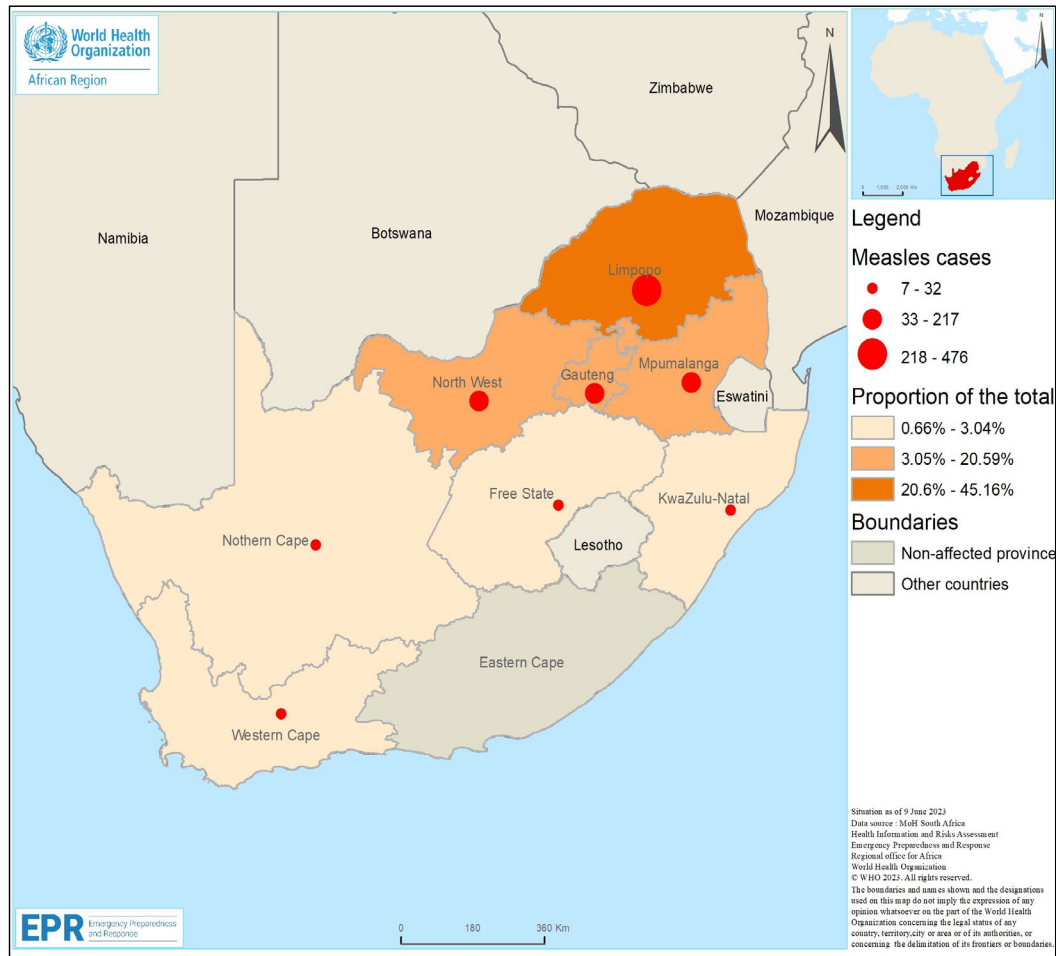 World Health
Organization
African Region
N
Zimbabwe
Mozambique
Namibia
Botswana
Limpopo
North West
Gauteng
Mpumalanga
Eswatini
Free State
KwaZulu-Natal
Nothern Cape
Lesotho
Eastern Cape
Western Cape
EPR
Emergency Preparedness
and Response
0 180 360 Km
N
0 1,000 2,000 Km
Legend
Measles cases
7 - 32
33 - 217
218 - 476
Proportion of the total
0.66% - 3.04%
3.05% - 20.59%
20.6% - 45.16%
Boundaries
Non-affected province
Other countries
Situation as of 9 June 2023
Data source : MoH South Africa
Health Information and Risks Assessment
Emergency Preparedness and Response
Regional office for Africa
World Health Organization
© WHO 2023. All rights reserved.
The boundaries and names shown and the designations
used on this map do not imply the expression of any
opinion whatsoever on the part of the World Health
Organization concerning the legal status of any
country, territory,city or area or of its authorities, or
concerning the delimitation of its frontiers or boundaries.